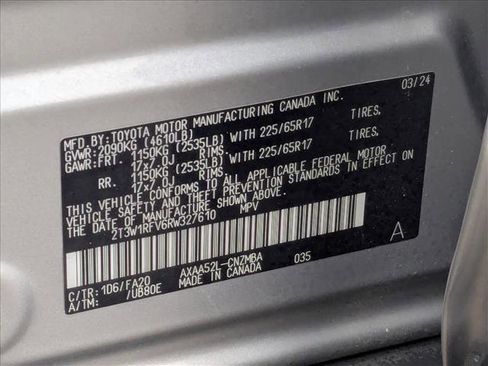 MFD.BY:TOYOTA MOTOR MANUFACTURING CANADA INC. 03/24
GVWR:2090KG (4610LB)
GAWR:FRT. 1150KG (2535LB) WITH 225/65R17 TIRES,
17x7.0J RIMS
RR. 1150KG (2535LB) WITH 225/65R17 TIRES,
17x7.0J RIMS
THIS VEHICLE CONFORMS TO ALL APPLICABLE FEDERAL MOTOR
VEHICLE SAFETY AND THEFT PREVENTION STANDARDS IN EFFECT ON
THE DATE OF MANUFACTURE SHOWN ABOVE.
2T3W1RFV6RW327610 MPV
A
C/TR:1D6/FA20 AXAA52L-CNZMBA 035
A/TM: /UB80E MADE IN CANADA